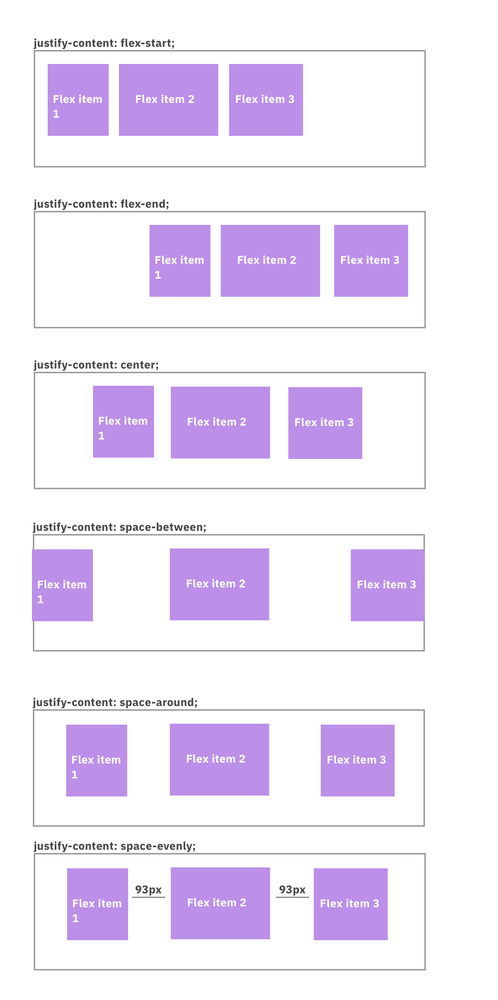 justify-content: flex-start;
Flex item
1
Flex item 2
Flex item 3
justify-content: flex-end;
Flex item
1
Flex item 2
Flex item 3
justify-content: center;
Flex item
1
Flex item 2
Flex item 3
justify-content: space-between;
Flex item
1
Flex item 2
Flex item 3
justify-content: space-around;
Flex item
1
Flex item 2
Flex item 3
justify-content: space-evenly;
Flex item
1
93px
Flex item 2
93px
Flex item 3